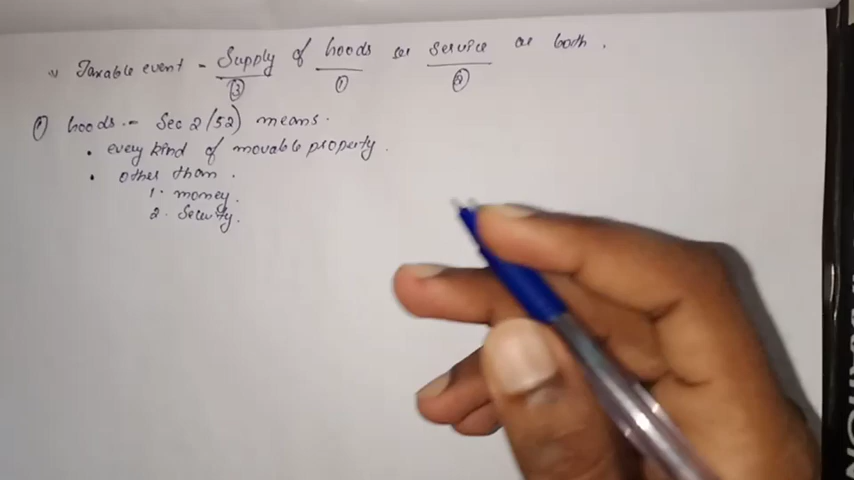 Taxable event - Supply of Goods or service or both.
③ ① ②
① Goods :- Sec 2(52) means.
• every kind of movable property.
• other than.
1. money.
2. Security.